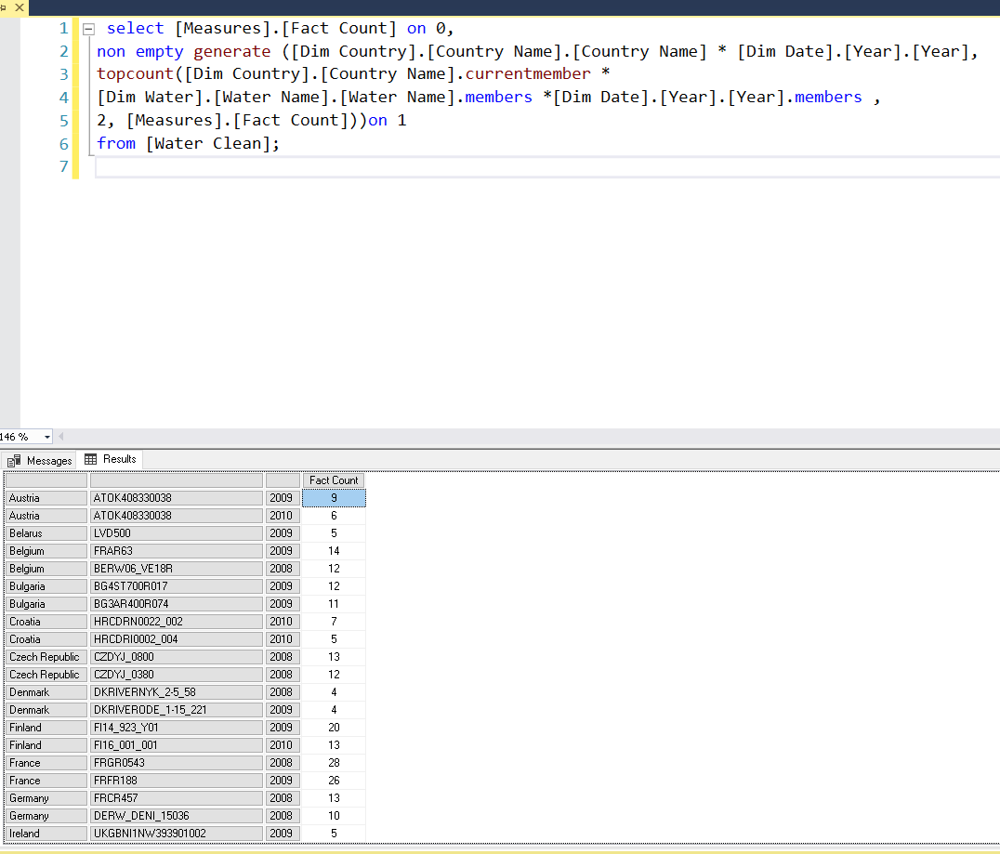 1 select [Measures].[Fact Count] on 0,
2 non empty generate ([Dim Country].[Country Name].[Country Name] * [Dim Date].[Year].[Year],
3 topcount([Dim Country].[Country Name].currentmember *
4 [Dim Water].[Water Name].[Water Name].members *[Dim Date].[Year].[Year].members ,
5 2, [Measures].[Fact Count]))on 1
6 from [Water Clean];
7
146 %
Messages Results
Fact Count
Austria ATOK408330038 2009 9
Austria ATOK408330038 2010 6
Belarus LVD500 2009 5
Belgium FRAR63 2009 14
Belgium BERW06_VE18R 2008 12
Bulgaria BG4ST700R017 2009 12
Bulgaria BG3AR400R074 2009 11
Croatia HRCDRN0022_002 2010 7
Croatia HRCDRI0002_004 2010 5
Czech Republic CZDYJ_0800 2008 13
Czech Republic CZDYJ_0380 2008 12
Denmark DKRIVERNYK_2-5_58 2008 4
Denmark DKRIVERODE_1-15_221 2009 4
Finland FI14_923_Y01 2009 20
Finland FI16_001_001 2010 13
France FRGR0543 2008 28
France FRFR188 2009 26
Germany FRCR457 2008 13
Germany DERW_DENI_15036 2008 10
Ireland UKGBNI1NW393901002 2009 5